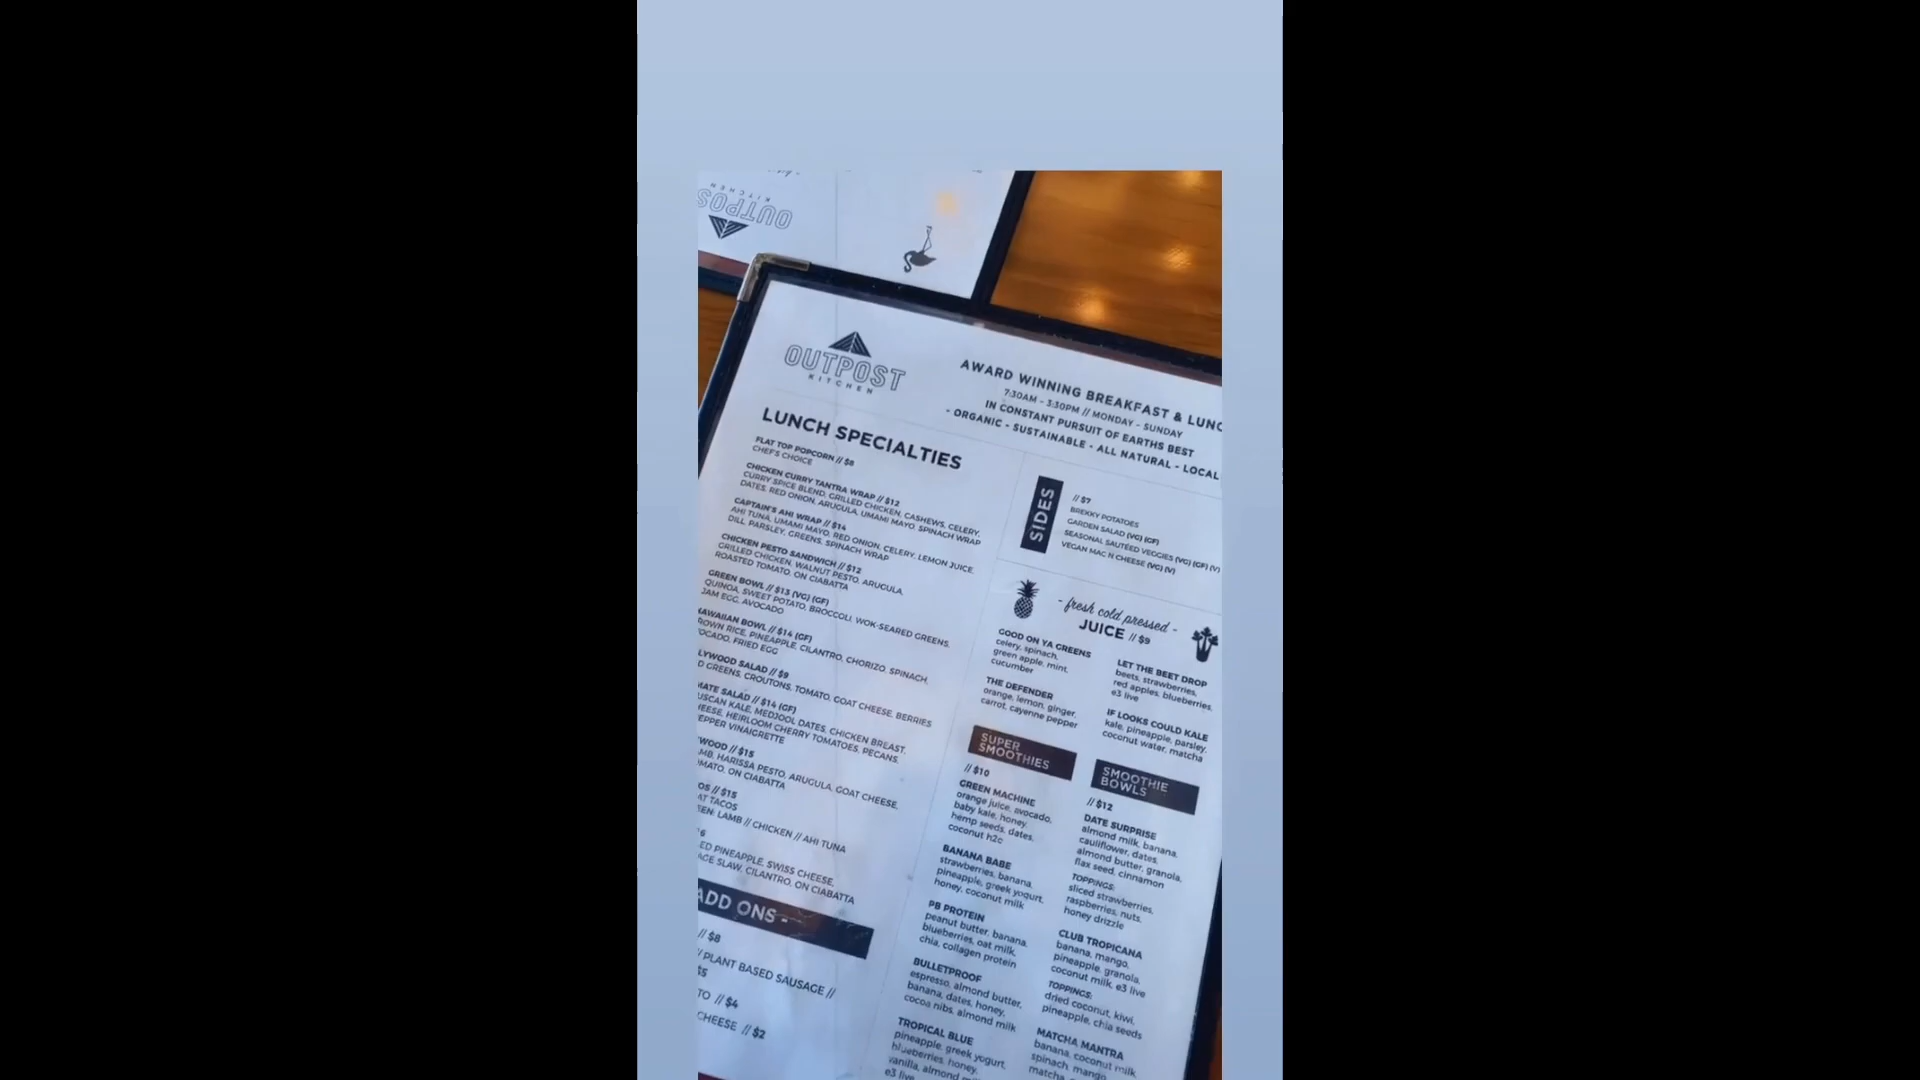 OUTPOST
KITCHEN
OUTPOST
KITCHEN
AWARD WINNING BREAKFAST & LUNC
7:30AM - 3:30PM // MONDAY - SUNDAY
IN CONSTANT PURSUIT OF EARTHS BEST
- ORGANIC - SUSTAINABLE - ALL NATURAL - LOCAL
LUNCH SPECIALTIES
FLAT TOP POPCORN // $8
CHEF'S CHOICE
CHICKEN CURRY TANTRA WRAP // $12
CURRY SPICE BLEND, GRILLED CHICKEN, CASHEWS, CELERY,
DATES, RED ONION, ARUGULA, UMAMI MAYO, SPINACH WRAP
CAPTAIN'S AHI WRAP // $14
AHI TUNA, UMAMI MAYO, RED ONION, CELERY, LEMON JUICE,
DILL, PARSLEY, GREENS, SPINACH WRAP
CHICKEN PESTO SANDWICH // $12
GRILLED CHICKEN, WALNUT PESTO, ARUGULA,
ROASTED TOMATO, ON CIABATTA
GREEN BOWL // $13 (VG) (GF)
QUINOA, SWEET POTATO, BROCCOLI, WOK-SEARED GREENS,
JAM EGG, AVOCADO
HAWAIIAN BOWL // $14 (GF)
ROWN RICE, PINEAPPLE, CILANTRO, CHORIZO, SPINACH,
OCADO, FRIED EGG
LYWOOD SALAD // $9
D GREENS, CROUTONS, TOMATO, GOAT CHEESE, BERRIES
MATE SALAD // $14 (GF)
USCAN KALE, MEDJOOL DATES, CHICKEN BREAST,
EESE, HEIRLOOM CHERRY TOMATOES, PECANS,
EPPER VINAIGRETTE
WOOD // $15
MB, HARISSA PESTO, ARUGULA, GOAT CHEESE,
OMATO, ON CIABATTA
OS // $15
AT TACOS
EEN: LAMB // CHICKEN // AHI TUNA
6
ED PINEAPPLE, SWISS CHEESE,
AGE SLAW, CILANTRO, ON CIABATTA
ADD ONS -
// $8
// PLANT BASED SAUSAGE //
$5
TO // $4
CHEESE // $2
SIDES
// $7
BREKKY POTATOES
GARDEN SALAD (VG) (GF)
SEASONAL SAUTÉED VEGGIES (VG) (GF) (V)
VEGAN MAC N CHEESE (VG) (V)
- fresh cold pressed -
JUICE // $9
GOOD ON YA GREENS
celery, spinach,
green apple, mint,
cucumber
THE DEFENDER
orange, lemon, ginger,
carrot, cayenne pepper
LET THE BEET DROP
beets, strawberries,
red apples, blueberries,
e3 live
IF LOOKS COULD KALE
kale, pineapple, parsley,
coconut water, matcha
SUPER
SMOOTHIES
// $10
GREEN MACHINE
orange juice, avocado,
baby kale, honey,
hemp seeds, dates,
coconut h2o
BANANA BABE
strawberries, banana,
pineapple, greek yogurt,
honey, coconut milk
PB PROTEIN
peanut butter, banana,
blueberries, oat milk,
chia, collagen protein
BULLETPROOF
espresso, almond butter,
banana, dates, honey,
cocoa nibs, almond milk
TROPICAL BLUE
pineapple, greek yogurt,
blueberries, honey,
vanilla, almond
e3 live
SMOOTHIE
BOWLS
// $12
DATE SURPRISE
almond milk, banana,
cauliflower, dates,
almond butter, granola,
flax seed, cinnamon
TOPPINGS:
sliced strawberries,
raspberries, nuts,
honey drizzle
CLUB TROPICANA
banana, mango,
pineapple, granola,
coconut milk, e3 live
TOPPINGS:
dried coconut, kiwi,
pineapple, chia seeds
MATCHA MANTRA
banana, coconut milk,
spinach, mango,
matcha,